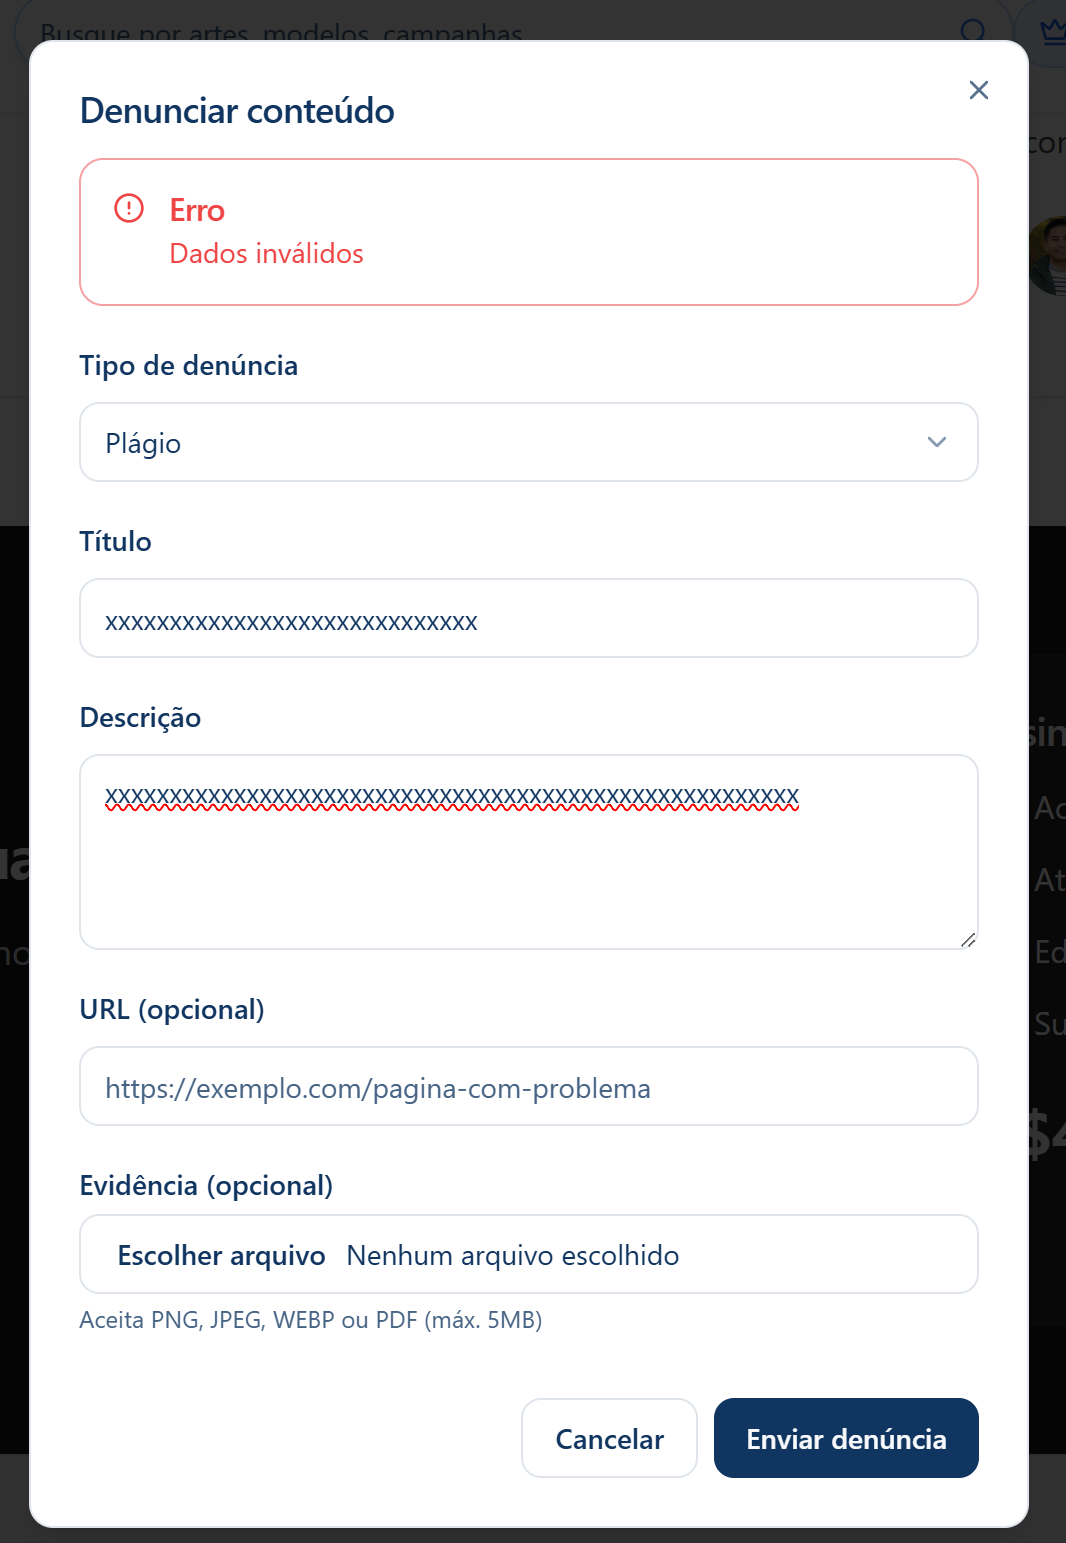 Busque por artes, modelos, campanhas
Denunciar conteúdo
Erro
Dados inválidos
Tipo de denúncia
Plágio
Título
xxxxxxxxxxxxxxxxxxxxxxxxxxxxx
Descrição
xxxxxxxxxxxxxxxxxxxxxxxxxxxxxxxxxxxxxxxxxxxxxxxxxxxxxx
URL (opcional)
https://exemplo.com/pagina-com-problema
Evidência (opcional)
Escolher arquivo Nenhum arquivo escolhido
Aceita PNG, JPEG, WEBP ou PDF (máx. 5MB)
Cancelar Enviar denúncia